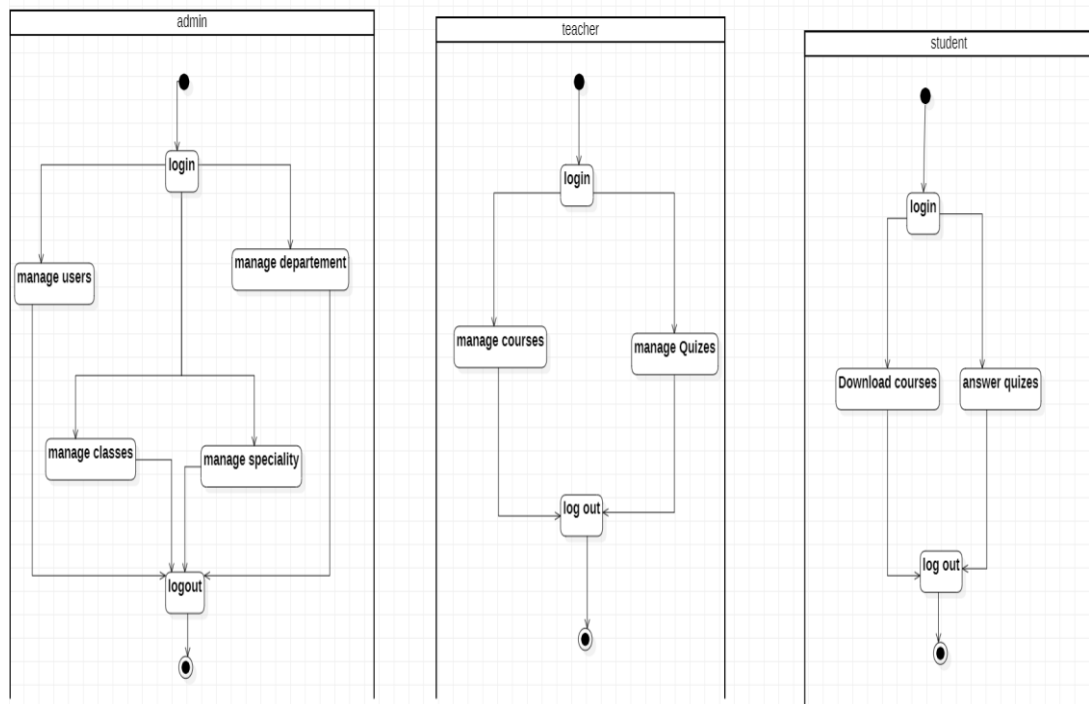 admin
login
manage users
manage departement
manage classes
manage speciality
logout
teacher
login
manage courses
manage Quizes
log out
student
login
Download courses
answer quizes
log out